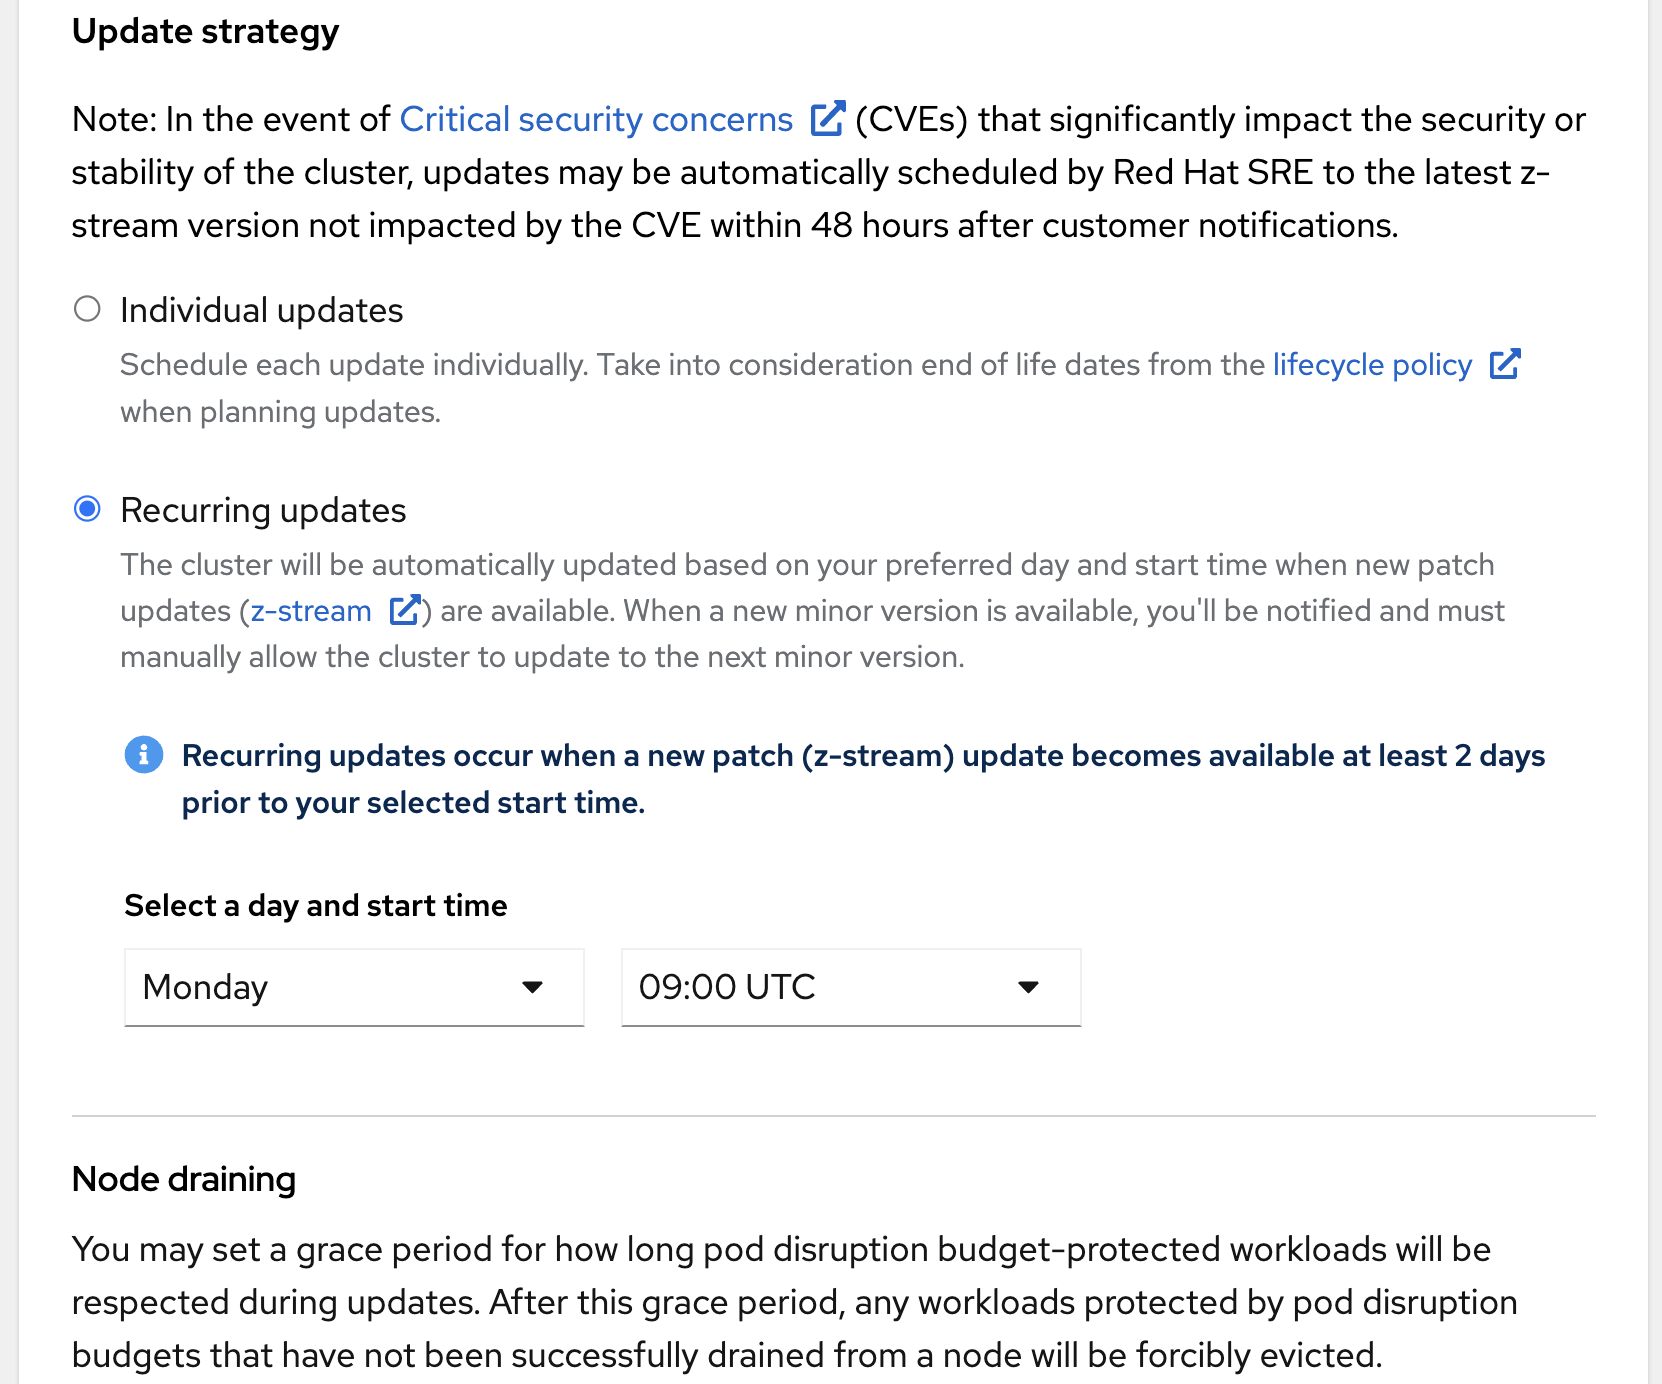 Update strategy
Note: In the event of Critical security concerns (CVEs) that significantly impact the security or
stability of the cluster, updates may be automatically scheduled by Red Hat SRE to the latest z-
stream version not impacted by the CVE within 48 hours after customer notifications.
Individual updates
Schedule each update individually. Take into consideration end of life dates from the lifecycle policy
when planning updates.
Recurring updates
The cluster will be automatically updated based on your preferred day and start time when new patch
updates (z-stream ) are available. When a new minor version is available, you'll be notified and must
manually allow the cluster to update to the next minor version.
Recurring updates occur when a new patch (z-stream) update becomes available at least 2 days
prior to your selected start time.
Select a day and start time
Monday 09:00 UTC
Node draining
You may set a grace period for how long pod disruption budget-protected workloads will be
respected during updates. After this grace period, any workloads protected by pod disruption
budgets that have not been successfully drained from a node will be forcibly evicted.